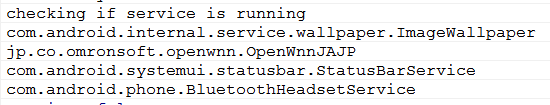 checking if service is running
com.android.internal.service.wallpaper.ImageWallpaper
jp.co.omronsoft.openwnn.OpenWnnJAJP
com.android.systemui.statusbar.StatusBarService
com.android.phone.BluetoothHeadsetService